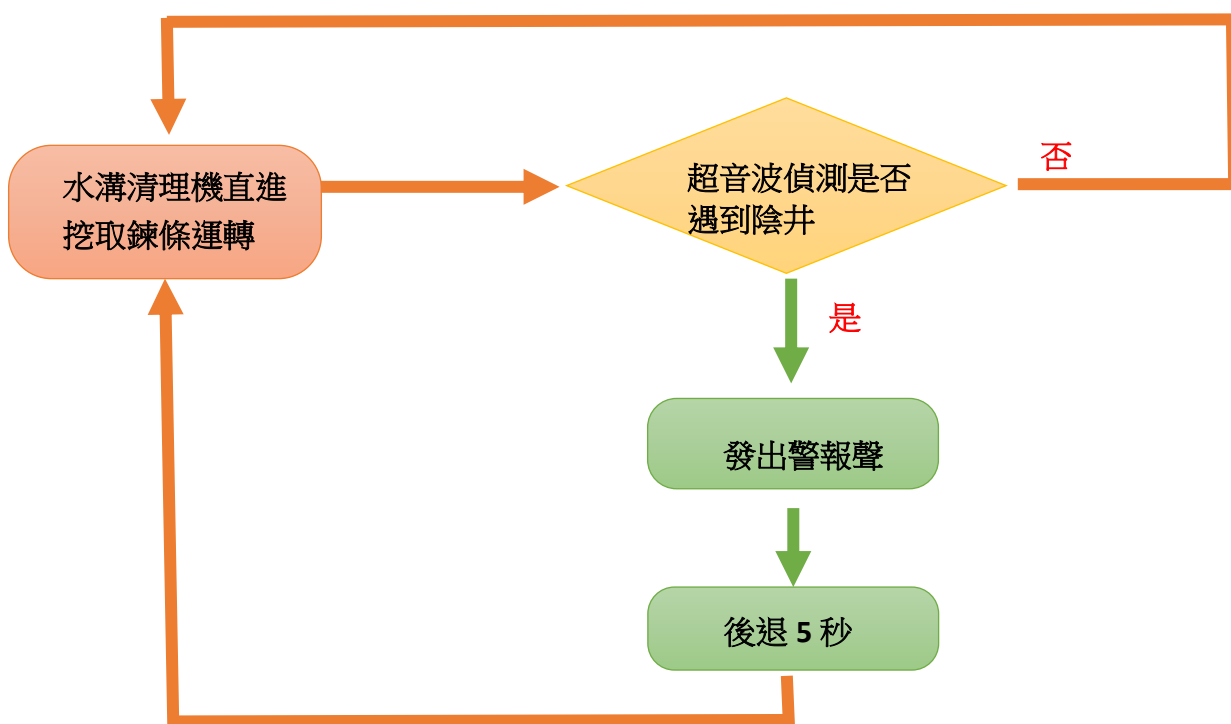 水溝清理機直進
挖取鍊條運轉
超音波偵測是否
遇到陰井
否
是
發出警報聲
後退 5 秒